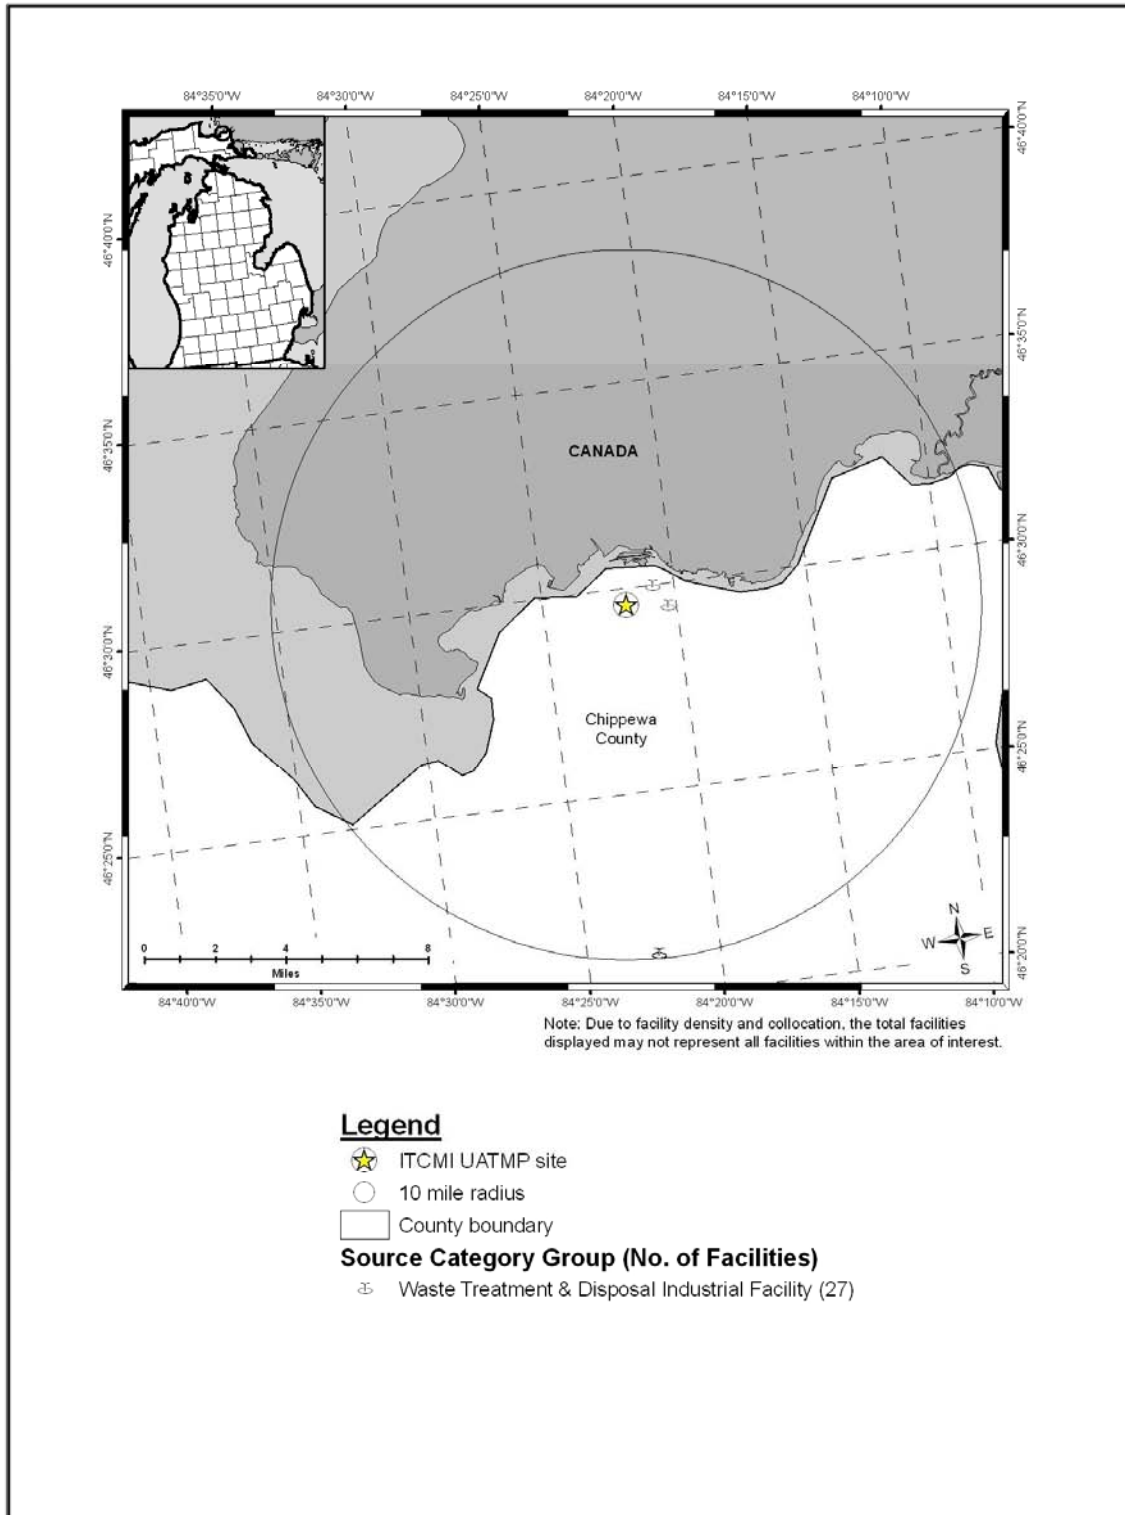 84°35'0"W 84°30'0"W 84°25'0"W 84°20'0"W 84°15'0"W 84°10'0"W
46°40'0"N
46°40'0"N
46°35'0"N
46°35'0"N
CANADA
46°30'0"N
46°30'0"N
Chippewa
County
46°25'0"N
46°25'0"N
N
W E
S
46°20'0"N
0 2 4 8
Miles
84°40'0"W 84°35'0"W 84°30'0"W 84°25'0"W 84°20'0"W 84°15'0"W 84°10'0"W
Note: Due to facility density and collocation, the total facilities
displayed may not represent all facilities within the area of interest.
Legend
ITCMI UATMP site
10 mile radius
County boundary
Source Category Group (No. of Facilities)
Waste Treatment & Disposal Industrial Facility (27)